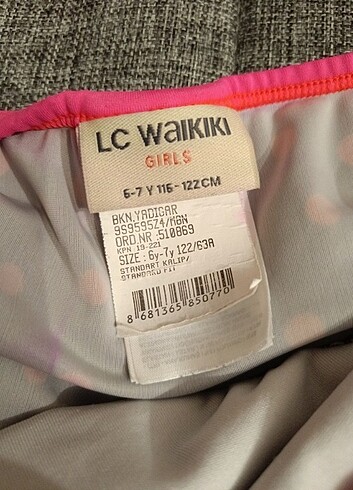 LC WAIKIKI
GIRLS
6-7 Y 116-122CM
BKN.YADIGAR
9S9595Z4/M6N
ORD.NR :510869
KPN 19-221
SIZE : 6y-7y 122/63A
STANDART KALIP/
STANDARD FIT
8 681365 850770